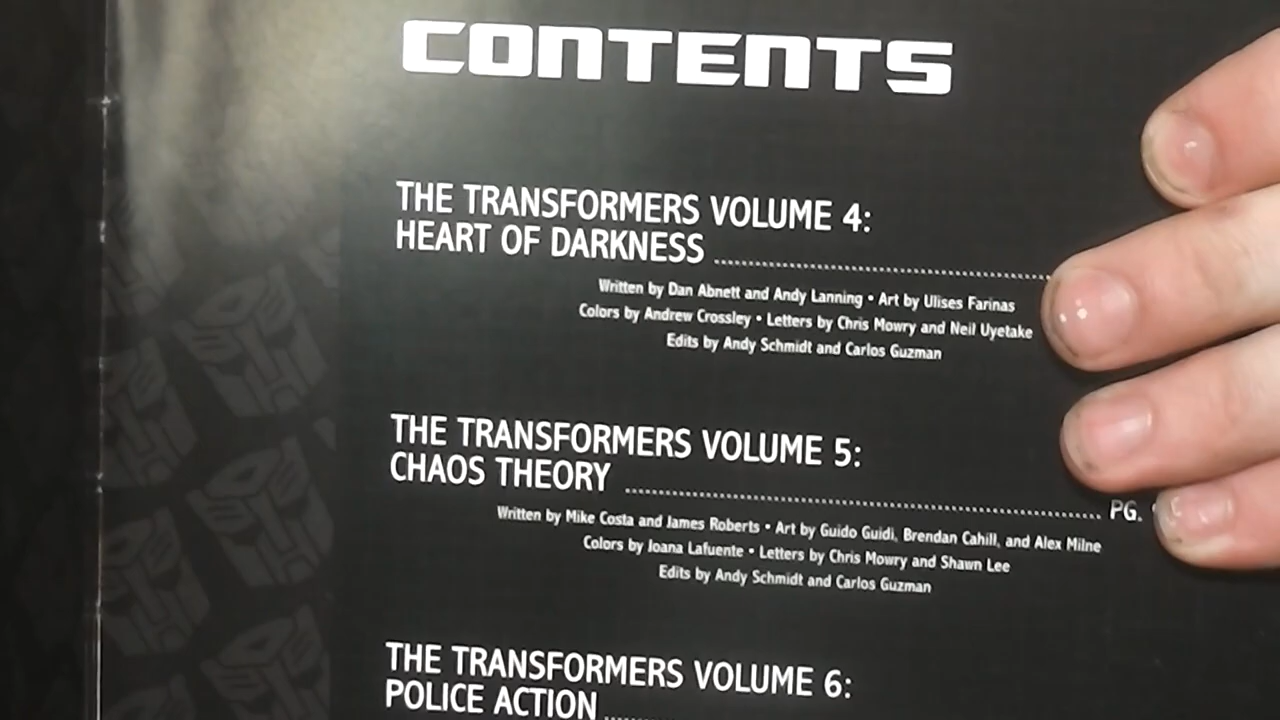 CONTENTS
THE TRANSFORMERS VOLUME 4:
HEART OF DARKNESS
Written by Dan Abnett and Andy Lanning • Art by Ulises Farinas
Colors by Andrew Crossley • Letters by Chris Mowry and Neil Uyetake
Edits by Andy Schmidt and Carlos Guzman
THE TRANSFORMERS VOLUME 5:
CHAOS THEORY ........ PG.
Written by Mike Costa and James Roberts • Art by Guido Guidi, Brendan Cahill, and Alex Milne
Colors by Joana Lafuente • Letters by Chris Mowry and Shawn Lee
Edits by Andy Schmidt and Carlos Guzman
THE TRANSFORMERS VOLUME 6:
POLICE ACTION